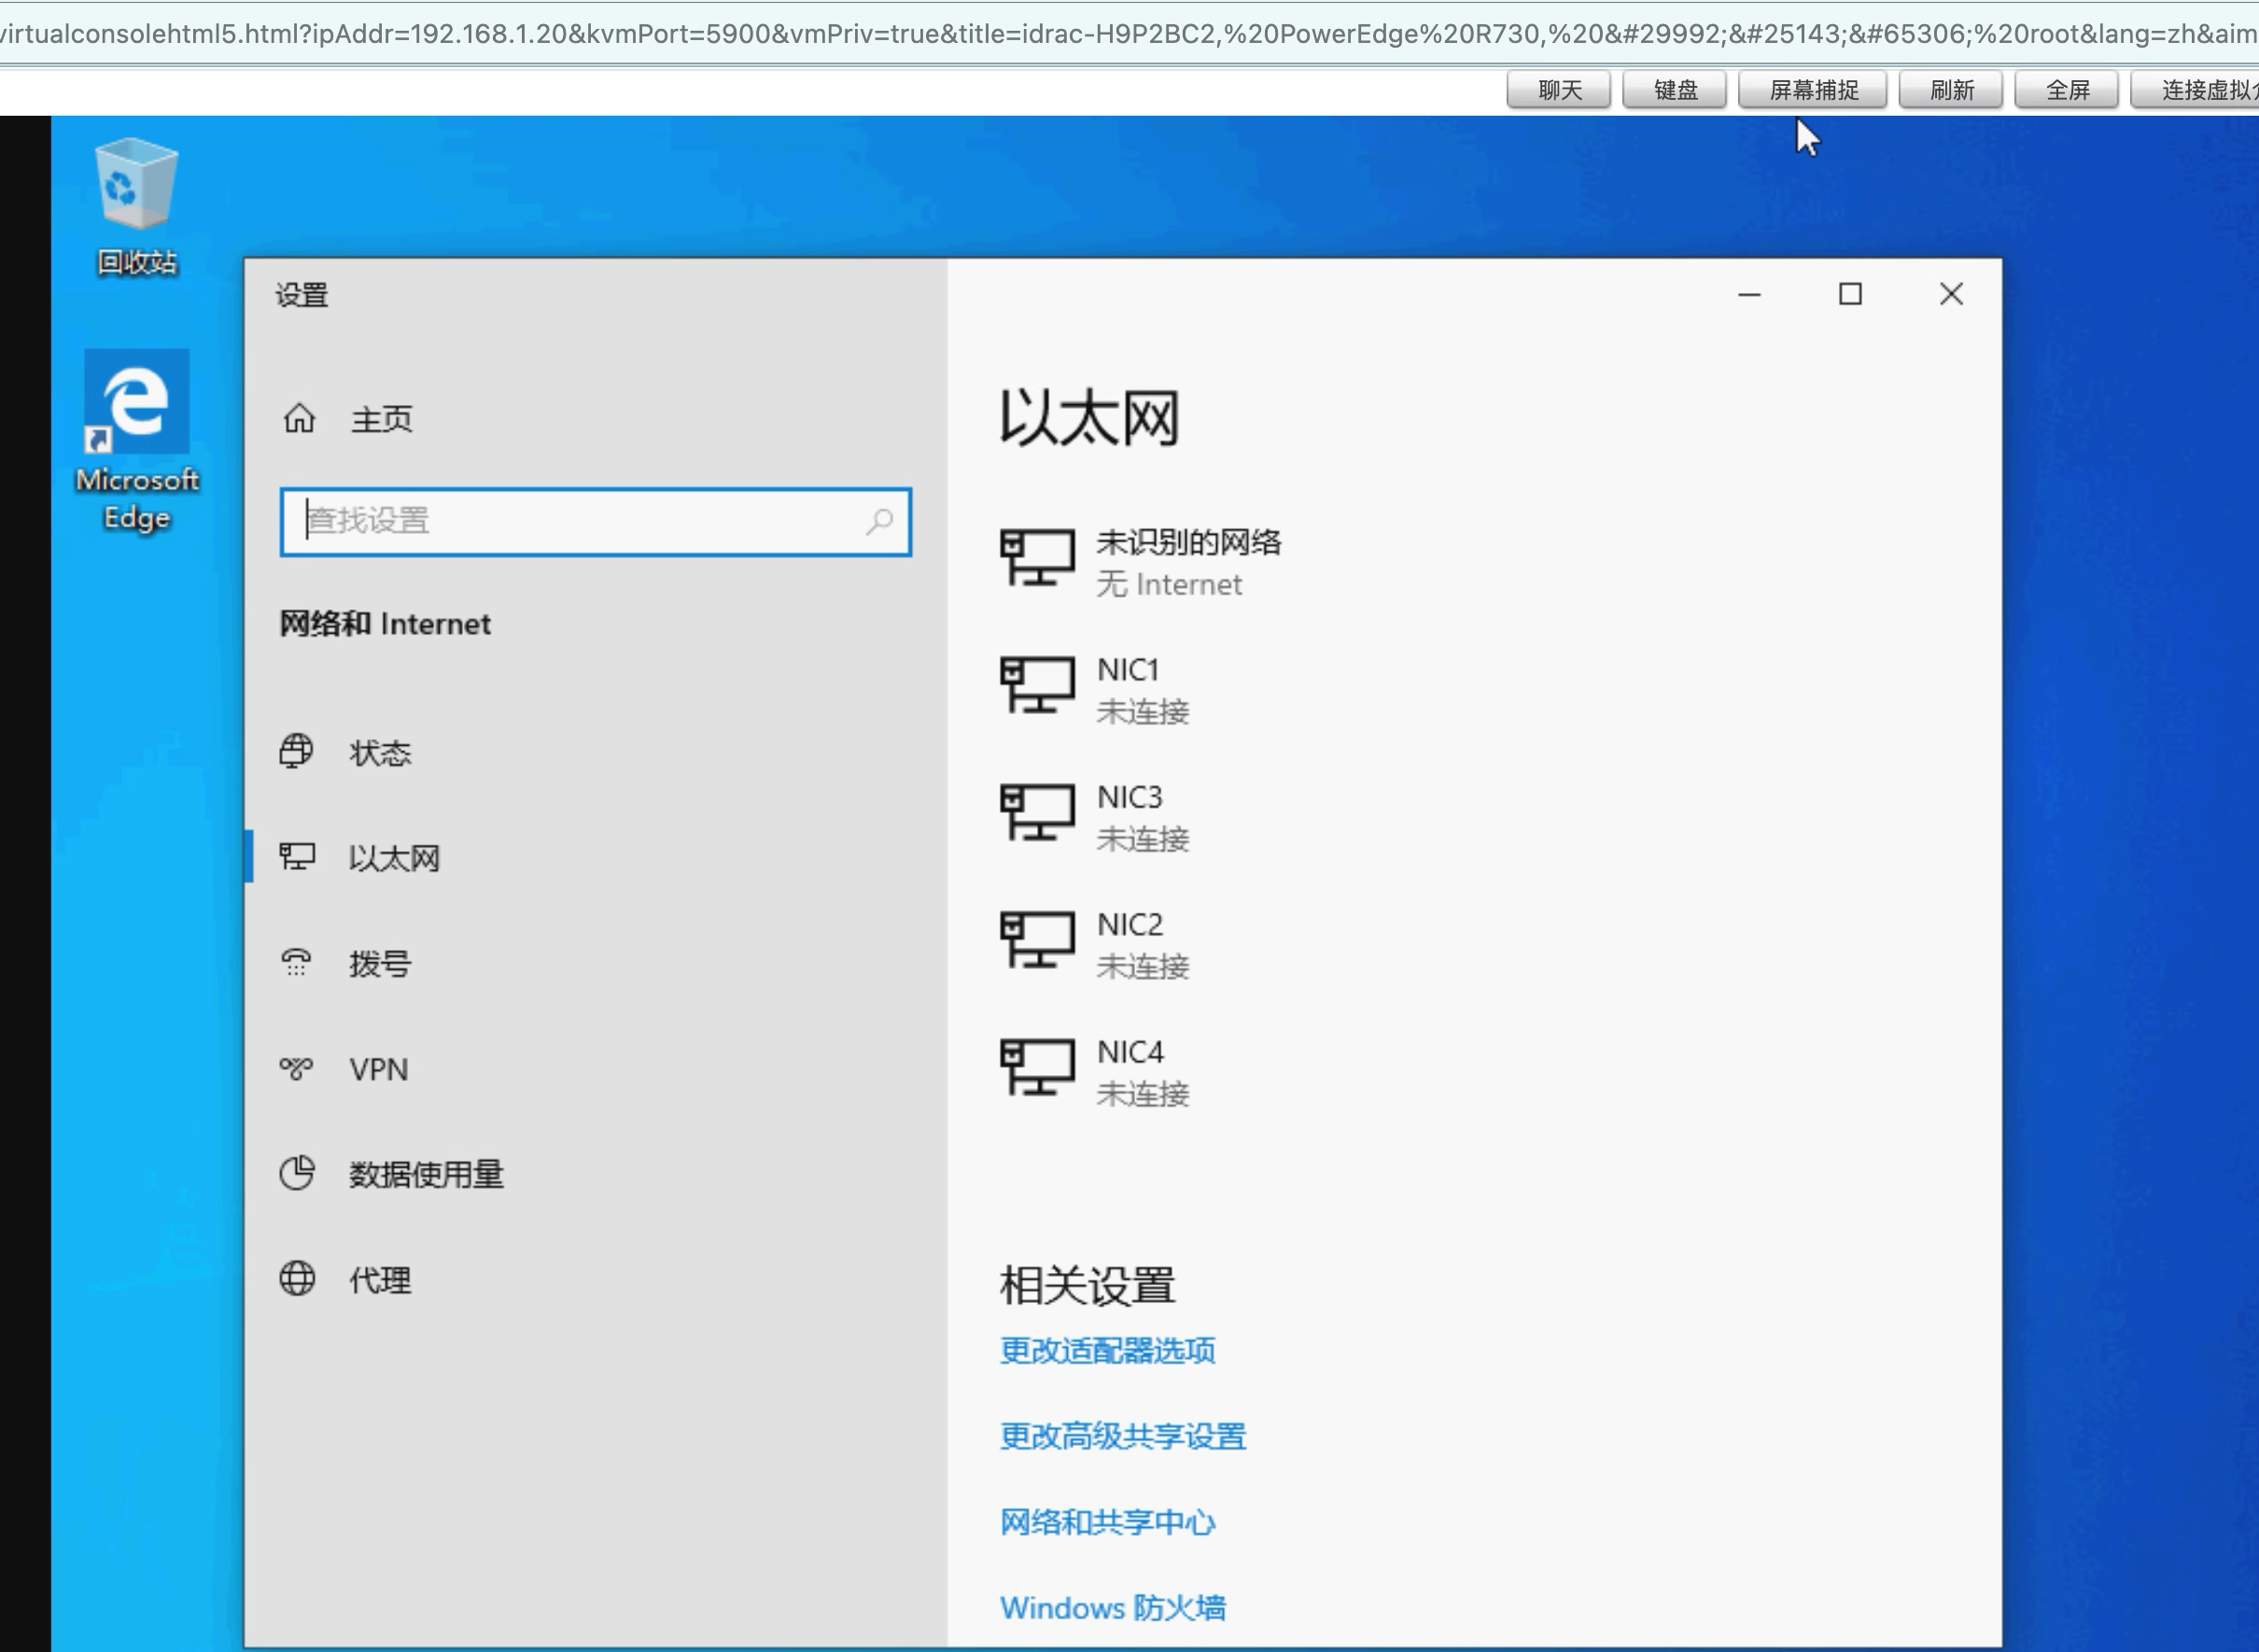 virtualconsolehtml5.html?ipAddr=192.168.1.20&kvmPort=5900&vmPriv=true&title=idrac-H9P2BC2,%20PowerEdge%20R730,%20&#29992;&#25143;&#65306;%20root&lang=zh&aim
聊天 键盘 屏幕捕捉 刷新 全屏 连接虚拟
回收站
Microsoft
Edge
设置
主页
查找设置
网络和 Internet
状态
以太网
拨号
VPN
数据使用量
代理
以太网
未识别的网络
无 Internet
NIC1
未连接
NIC3
未连接
NIC2
未连接
NIC4
未连接
相关设置
更改适配器选项
更改高级共享设置
网络和共享中心
Windows 防火墙